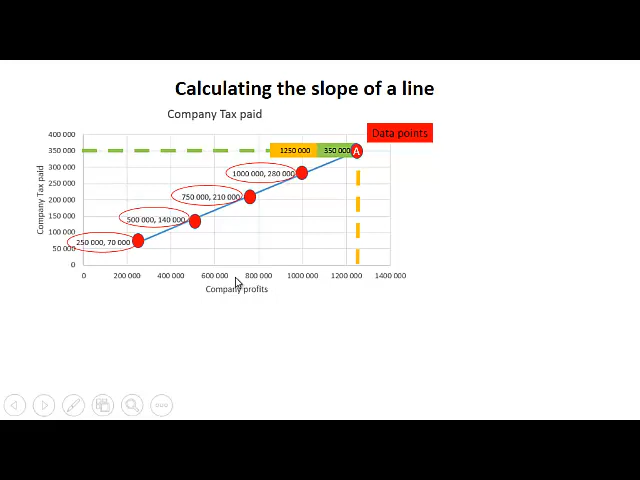 Calculating the slope of a line
Company Tax paid
Data points
400 000
350 000
300 000
250 000
200 000
150 000
100 000
50 000
0
Company Tax paid
1250 000
350 000
A
1000 000, 280 000
750 000, 210 000
500 000, 140 000
250 000, 70 000
0
200 000
400 000
600 000
800 000
1000 000
1200 000
1400 000
Company profits